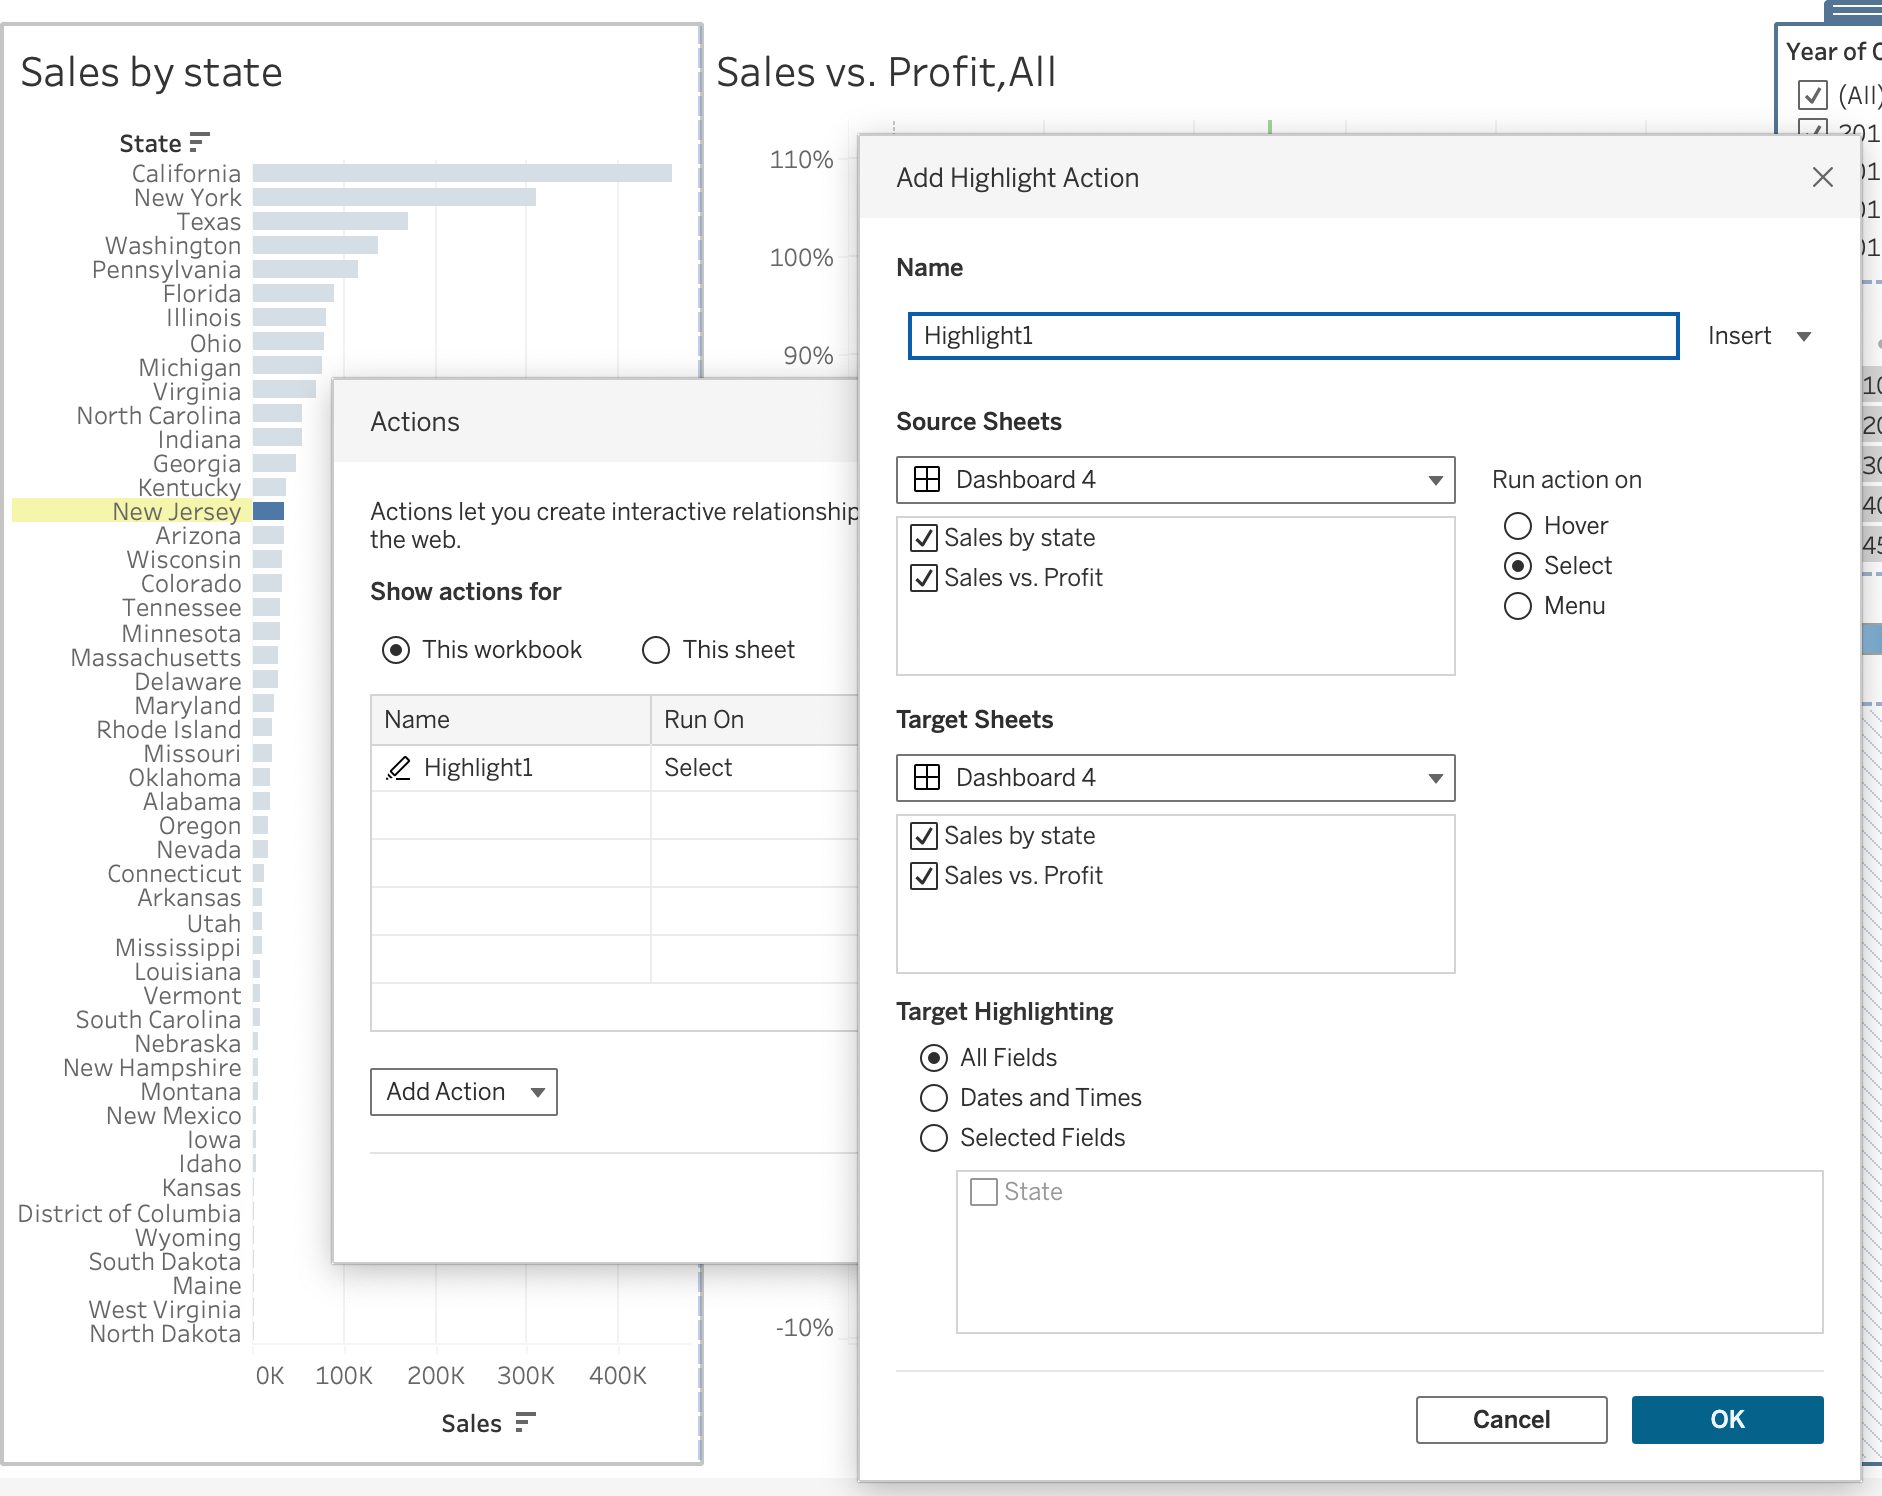 Sales by state
State
California
New York
Texas
Washington
Pennsylvania
Florida
Illinois
Ohio
Michigan
Virginia
North Carolina
Indiana
Georgia
Kentucky
New Jersey
Arizona
Wisconsin
Colorado
Tennessee
Minnesota
Massachusetts
Delaware
Maryland
Rhode Island
Missouri
Oklahoma
Alabama
Oregon
Nevada
Connecticut
Arkansas
Utah
Mississippi
Louisiana
Vermont
South Carolina
Nebraska
New Hampshire
Montana
New Mexico
Iowa
Idaho
Kansas
District of Columbia
Wyoming
South Dakota
Maine
West Virginia
North Dakota
0K 100K 200K 300K 400K
Sales
Sales vs. Profit,All
110%
100%
90%
-10%
Actions
Actions let you create interactive relationship
the web.
Show actions for
This workbook This sheet
Name Run On
Highlight1 Select
Add Action
Add Highlight Action
Name
Highlight1 Insert
Source Sheets
Dashboard 4
Sales by state
Sales vs. Profit
Run action on
Hover
Select
Menu
Target Sheets
Dashboard 4
Sales by state
Sales vs. Profit
Target Highlighting
All Fields
Dates and Times
Selected Fields
State
Cancel OK
Year of
(All)